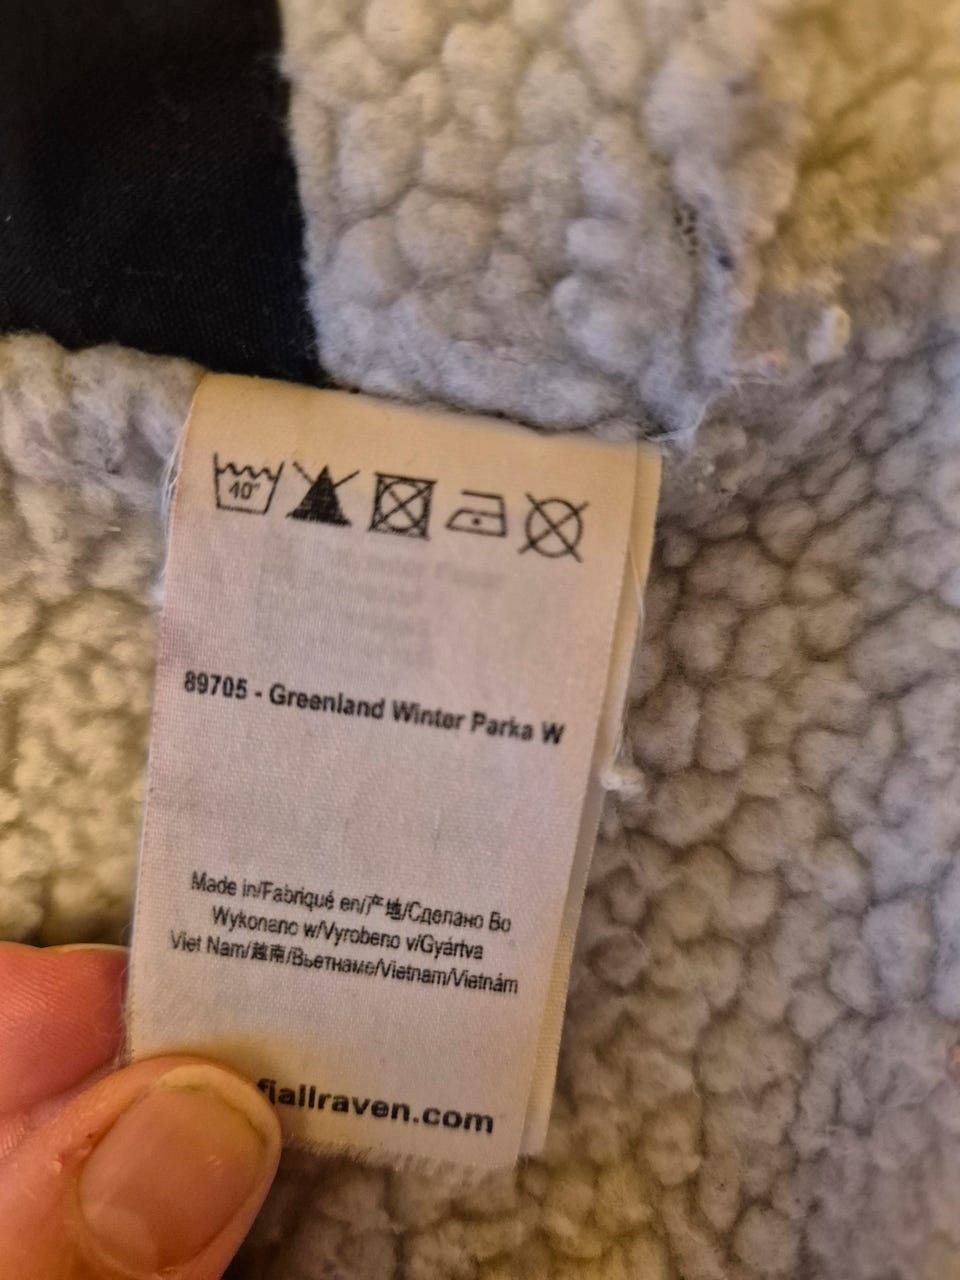 40°
89705 - Greenland Winter Parka W
Made in/Fabriqué en/产地/Сделано Во
Wykonano w/Vyrobeno v/Gyártva
Viet Nam/越南/Вьетнаме/Vietnam/Vietnám
fjallraven.com